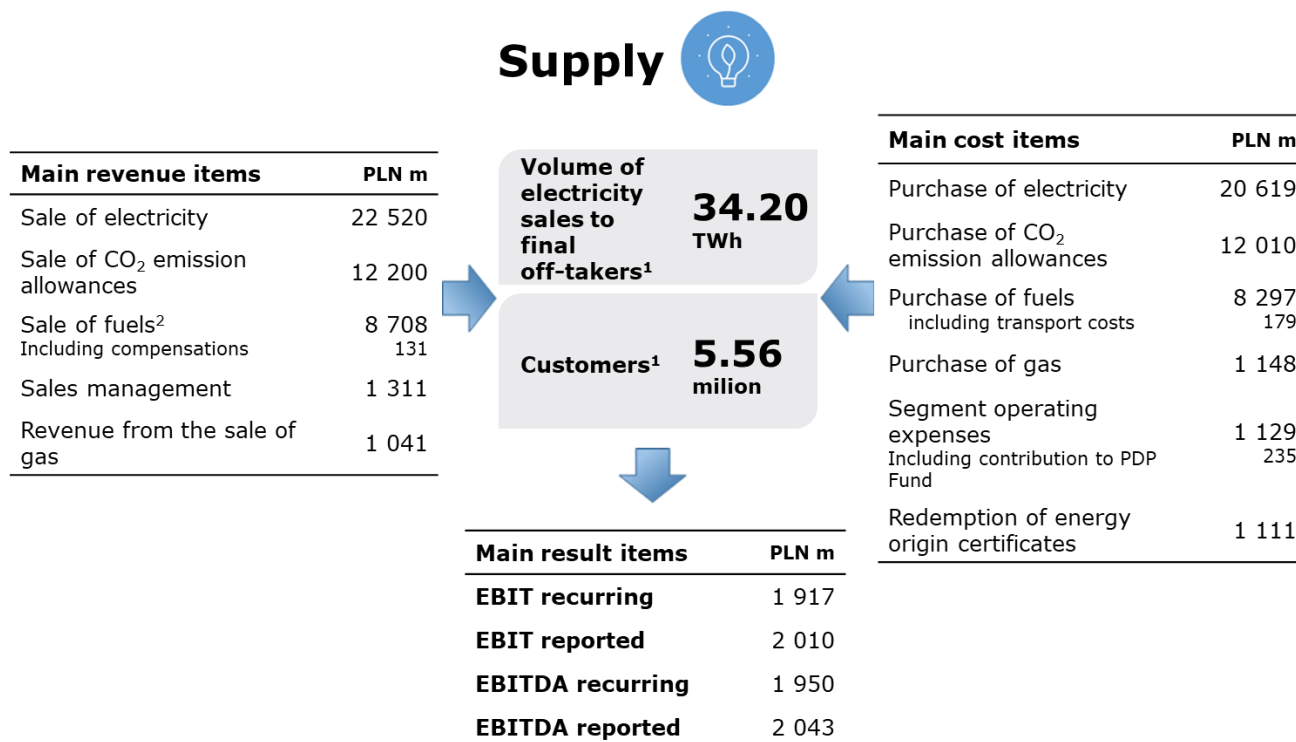 Supply
Main revenue items PLN m
Sale of electricity 22 520
Sale of CO₂ emission
allowances 12 200
Sale of fuels² 8 708
Including compensations 131
Sales management 1 311
Revenue from the sale of
gas 1 041
Volume of
electricity
sales to
final
off-takers¹
34.20
TWh
Customers¹
5.56
milion
Main cost items PLN m
Purchase of electricity 20 619
Purchase of CO₂
emission allowances 12 010
Purchase of fuels 8 297
including transport costs 179
Purchase of gas 1 148
Segment operating
expenses 1 129
Including contribution to PDP 235
Fund
Redemption of energy
origin certificates 1 111
Main result items PLN m
EBIT recurring 1 917
EBIT reported 2 010
EBITDA recurring 1 950
EBITDA reported 2 043